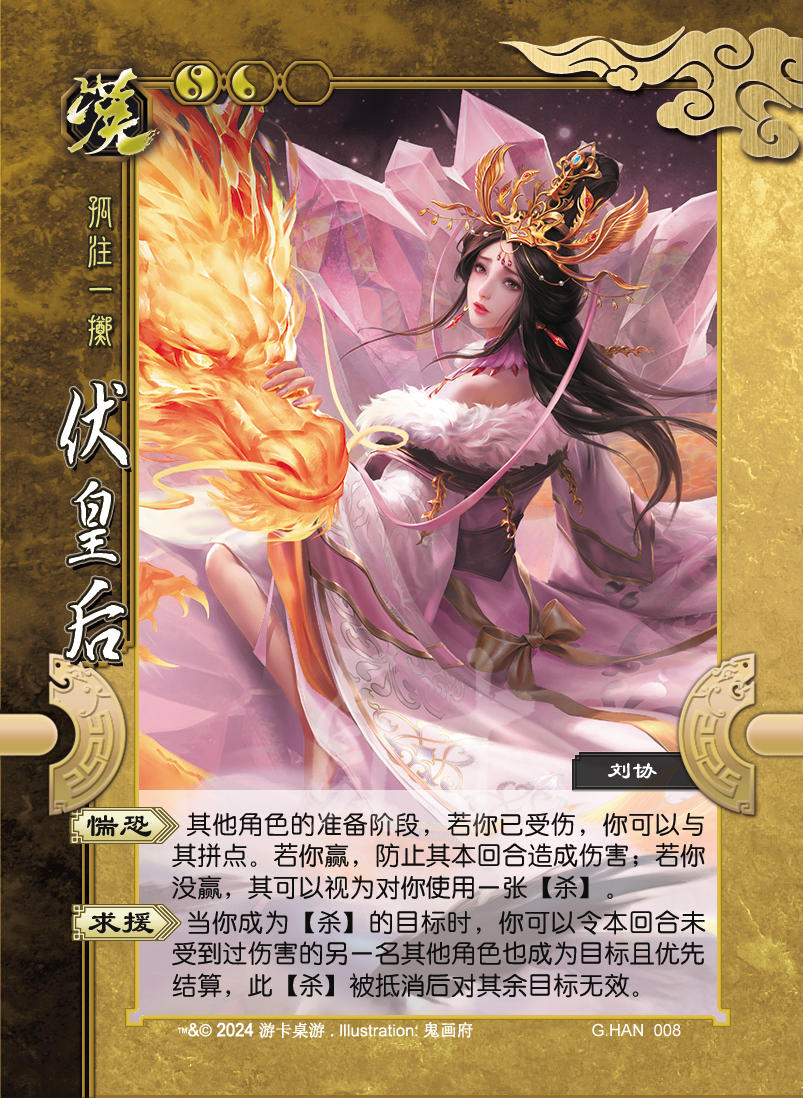 漢
孤注一擲
伏皇后
刘协
惴恐
其他角色的准备阶段，若你已受伤，你可以与
其拼点。若你赢，防止其本回合造成伤害；若你
没赢，其可以视为对你使用一张【杀】。
求援
当你成为【杀】的目标时，你可以令本回合未
受到过伤害的另一名其他角色也成为目标且优先
结算，此【杀】被抵消后对其余目标无效。
™&© 2024 游卡桌游 . Illustration: 鬼画府
G.HAN 008